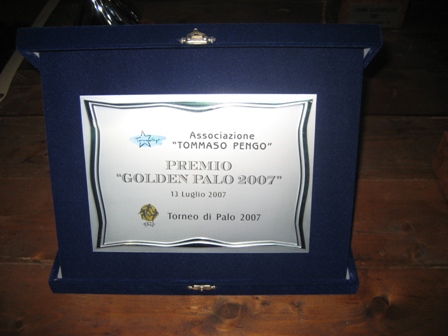 Associazione
"TOMMASO PENGO"
PREMIO
"GOLDEN PALO 2007"
13 Luglio 2007
Torneo di Palo 2007